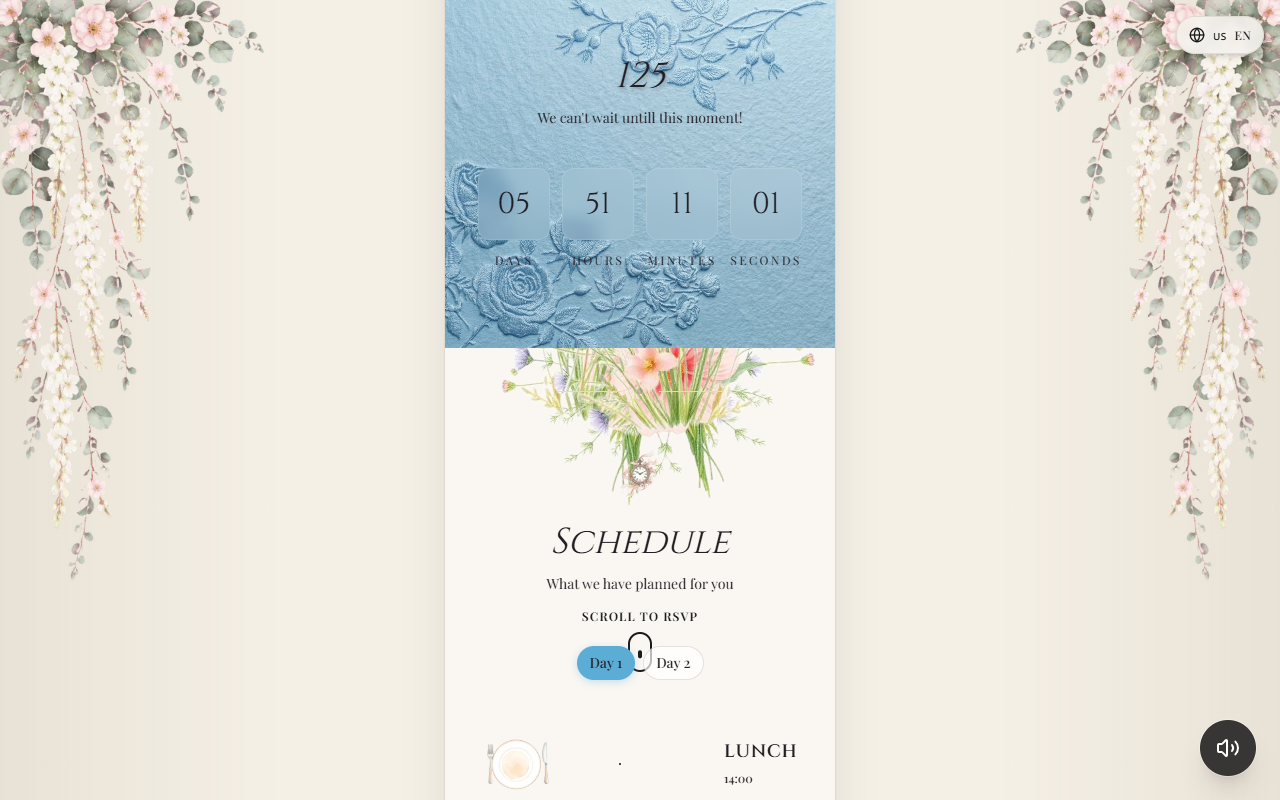 us EN
125
We can't wait untill this moment!
05 51 11 01
DAYS HOURS MINUTES SECONDS
SCHEDULE
What we have planned for you
SCROLL TO RSVP
Day 1 Day 2
LUNCH
14:00